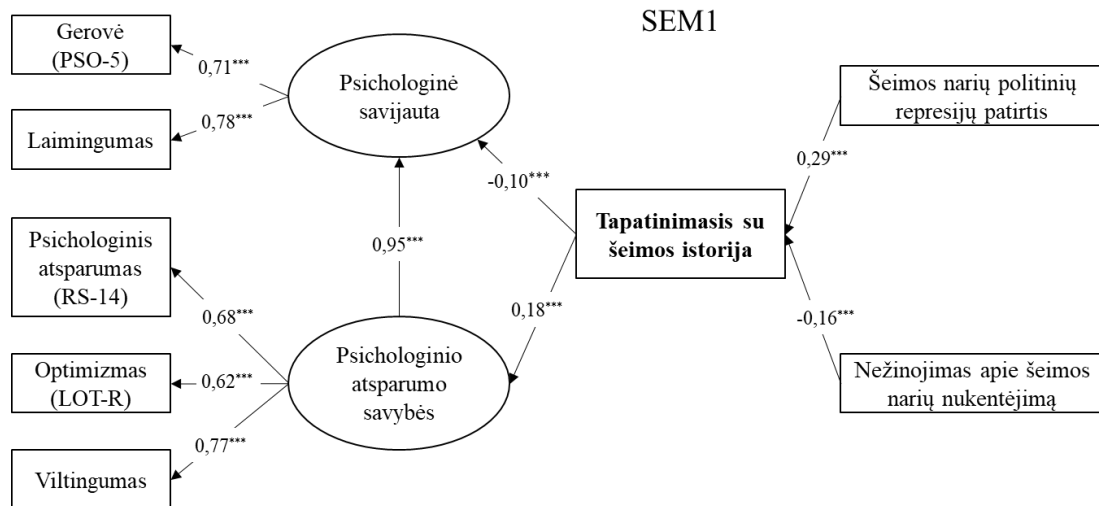 SEM1
Gerovė
(PSO-5)
0,71***
Laimingumas
0,78***
Psichologinė
savijauta
Psichologinis
atsparumas
(RS-14)
0,68***
Optimizmas
(LOT-R)
0,62***
Viltingumas
0,77***
Psichologinio
atsparumo
savybės
0,95***
-0,10***
0,18***
Tapatinimasis su
šeimos istorija
Šeimos narių politinių
represijų patirtis
0,29***
-0,16***
Nežinojimas apie šeimos
narių nukentėjimą